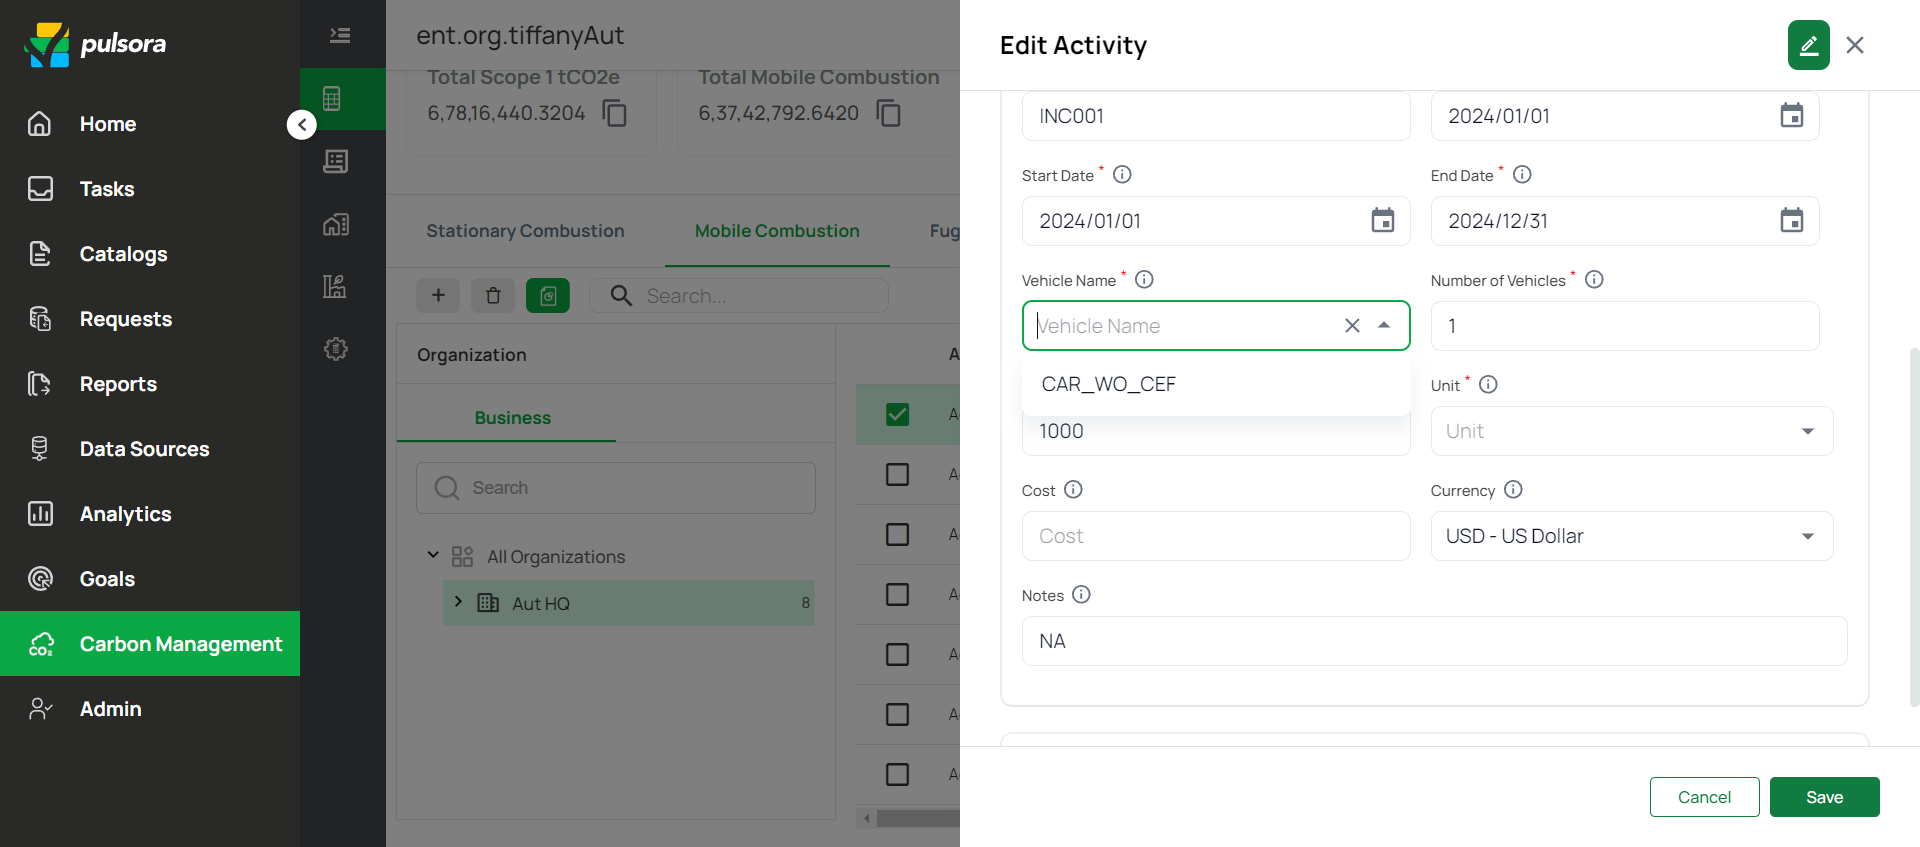 pulsora
Home
Tasks
Catalogs
Requests
Reports
Data Sources
Analytics
Goals
Carbon Management
Admin
ent.org.tiffanyAut
Total Scope 1 tCO2e
6,78,16,440.3204
Total Mobile Combustion
6,37,42,792.6420
Stationary Combustion
Mobile Combustion
Fug
Search...
Organization
A
Business
Search
All Organizations
Aut HQ
8
A
A
A
A
A
A
A
Edit Activity
INC001
2024/01/01
Start Date *
End Date *
2024/01/01
2024/12/31
Vehicle Name *
Number of Vehicles *
Vehicle Name
1
CAR_WO_CEF
Unit *
1000
Unit
Cost
Currency
Cost
USD - US Dollar
Notes
NA
Cancel
Save